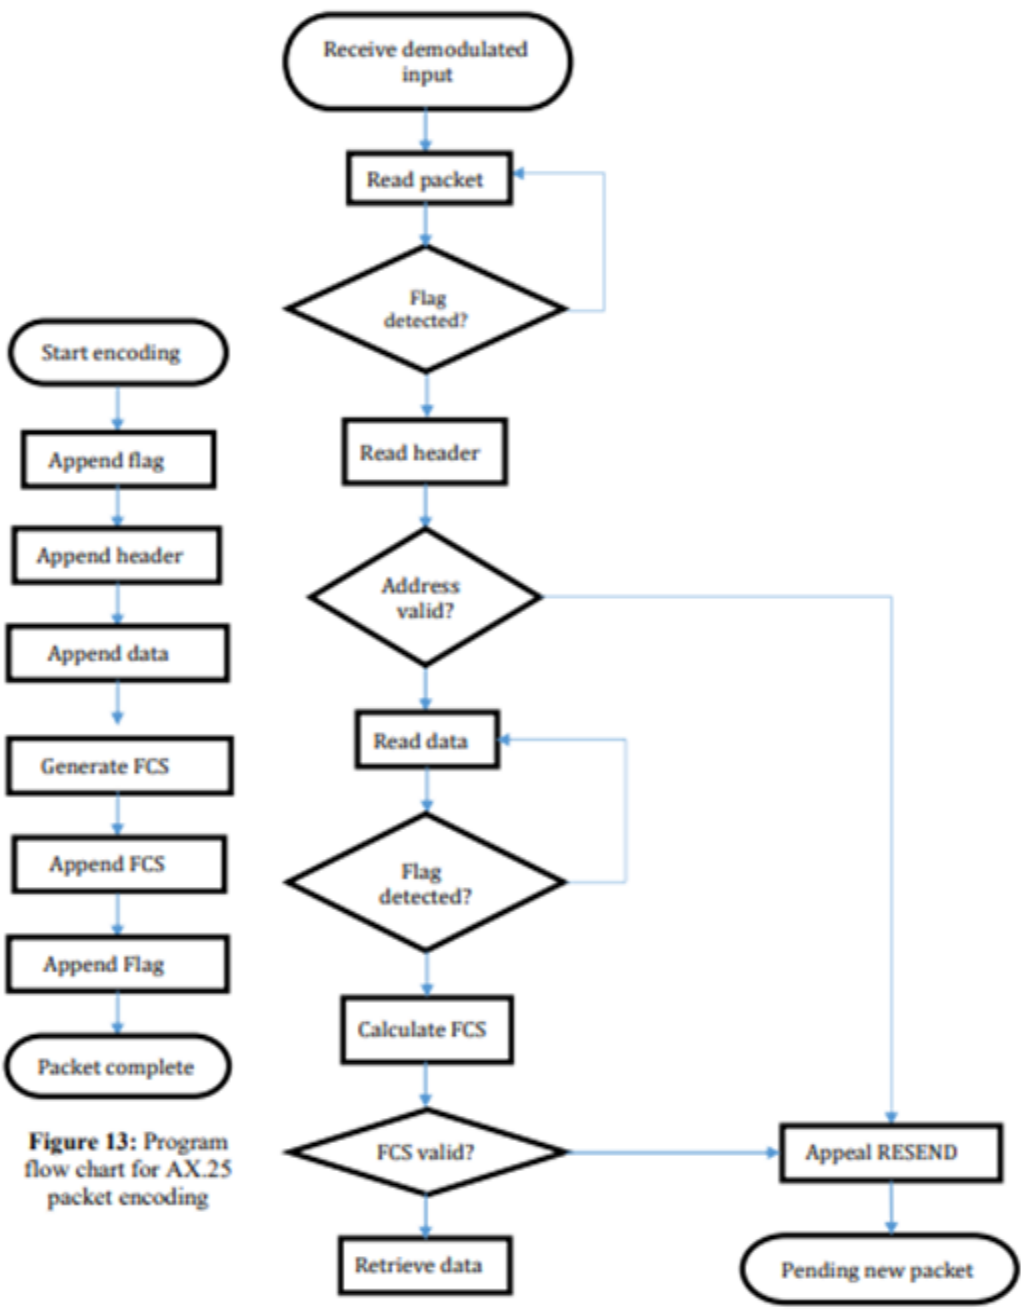 Receive demodulated
input
Read packet
Flag
detected?
Read header
Address
valid?
Read data
Flag
detected?
Calculate FCS
FCS valid?
Retrieve data
Appeal RESEND
Pending new packet
Start encoding
Append flag
Append header
Append data
Generate FCS
Append FCS
Append Flag
Packet complete
Figure 13: Program
flow chart for AX.25
packet encoding